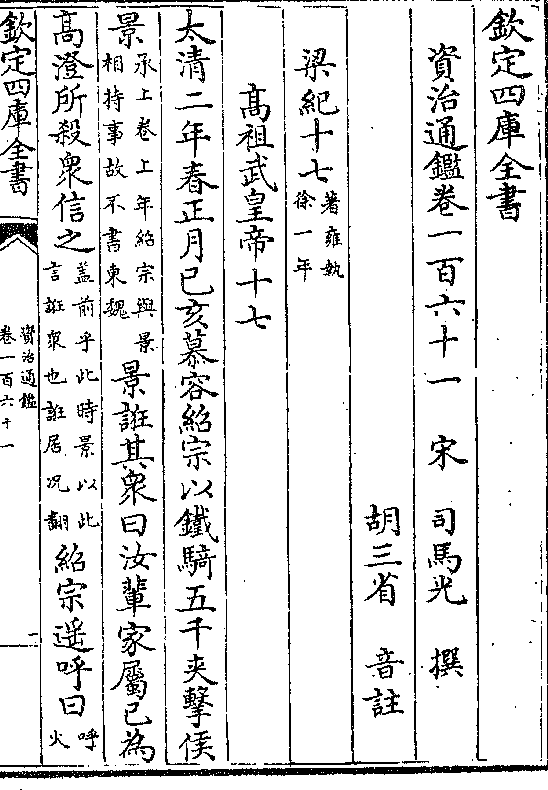 欽定四庫全書
資治通鑑卷一百六十一　宋　司馬光　撰
胡三省　音註
梁紀十七
著雍執
徐一年
高祖武皇帝十七
太清二年春正月己亥慕容紹宗以鐵騎五千夾擊侯
景
承上卷上年紹宗與景
相持事故不書東魏
景誑其衆曰汝輩家屬已為
高澄所殺衆信之
盖前乎此時景以此
言誑衆也誑居况翻
紹宗遥呼曰
呼
火
欽定四庫全書
資治通鑑
卷一百六十一
一